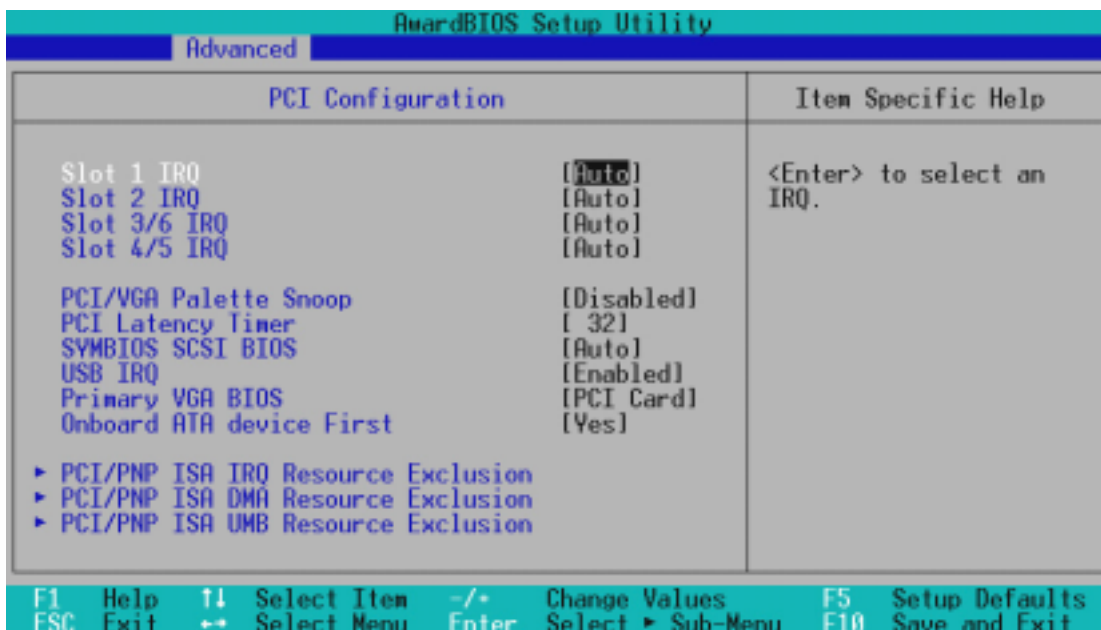 AwardBIOS Setup Utility
Advanced
PCI Configuration
Item Specific Help
Slot 1 IRQ [Auto]
Slot 2 IRQ [Auto]
Slot 3/6 IRQ [Auto]
Slot 4/5 IRQ [Auto]
PCI/VGA Palette Snoop [Disabled]
PCI Latency Timer [ 32]
SYMBIOS SCSI BIOS [Auto]
USB IRQ [Enabled]
Primary VGA BIOS [PCI Card]
Onboard ATA device First [Yes]
► PCI/PNP ISA IRQ Resource Exclusion
► PCI/PNP ISA DMA Resource Exclusion
► PCI/PNP ISA UMB Resource Exclusion
<Enter> to select an
IRQ.
F1 Help ↑↓ Select Item -/+ Change Values F5 Setup Defaults
ESC Exit ←→ Select Menu Enter Select ► Sub-Menu F10 Save and Exit